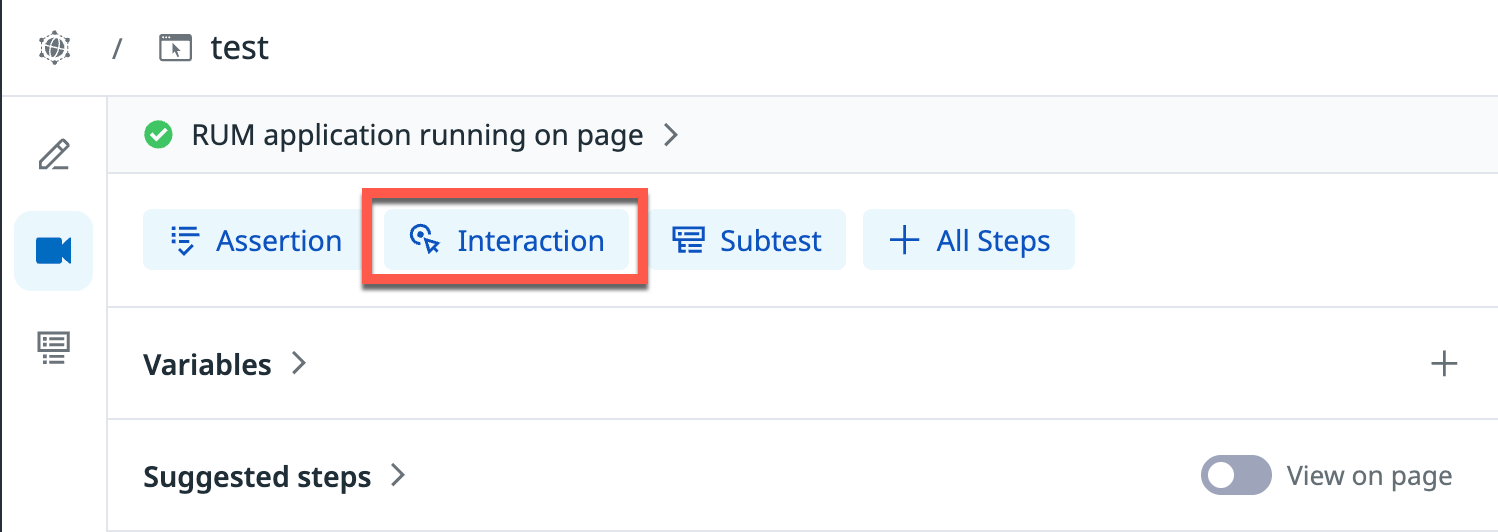 / test
RUM application running on page
Assertion Interaction Subtest All Steps
Variables
Suggested steps View on page